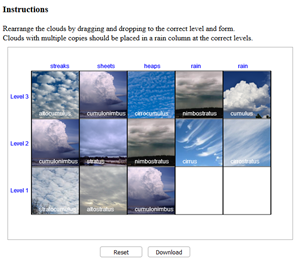 Instructions
Rearrange the clouds by dragging and dropping to the correct level and form.
Clouds with multiple copies should be placed in a rain column at the correct levels.
streaks sheets heaps rain rain
Level 3
altocumulus cumulonimbus cirrocumulus nimbostratus cumulus
Level 2
cumulonimbus stratus nimbostratus cirrus cirrostratus
Level 1
stratocumulus altostratus cumulonimbus
Reset Download